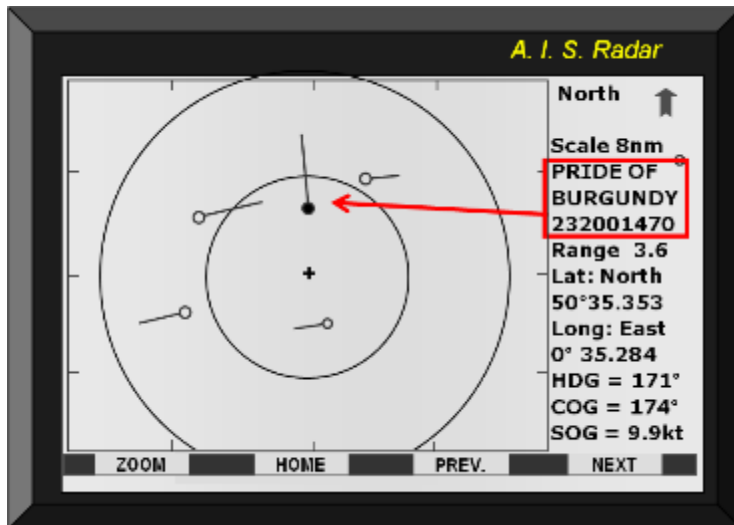 A. I. S. Radar
North
Scale 8nm
PRIDE OF
BURGUNDY
232001470
Range 3.6
Lat: North
50°35.353
Long: East
0° 35.284
HDG = 171°
COG = 174°
SOG = 9.9kt
ZOOM HOME PREV. NEXT